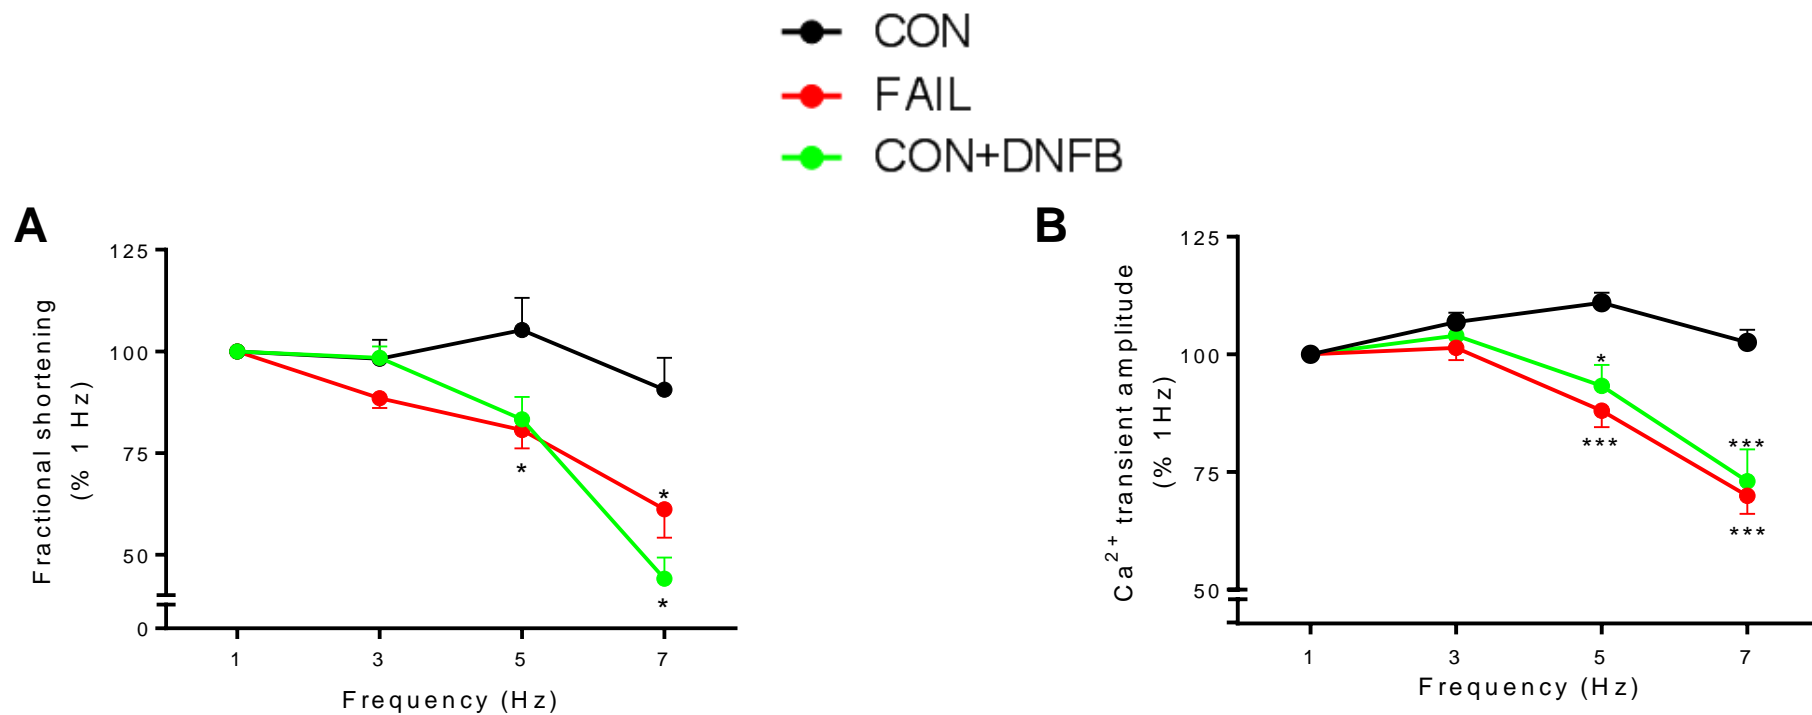 CON
FAIL
CON+DNFB
A
Fractional shortening
(% 1 Hz)
125
100
75
50
0
*
*
*
1
3
5
7
Frequency (Hz)
B
Ca2+ transient amplitude
(% 1Hz)
125
100
75
50
*
***
***
***
1
3
5
7
Frequency (Hz)